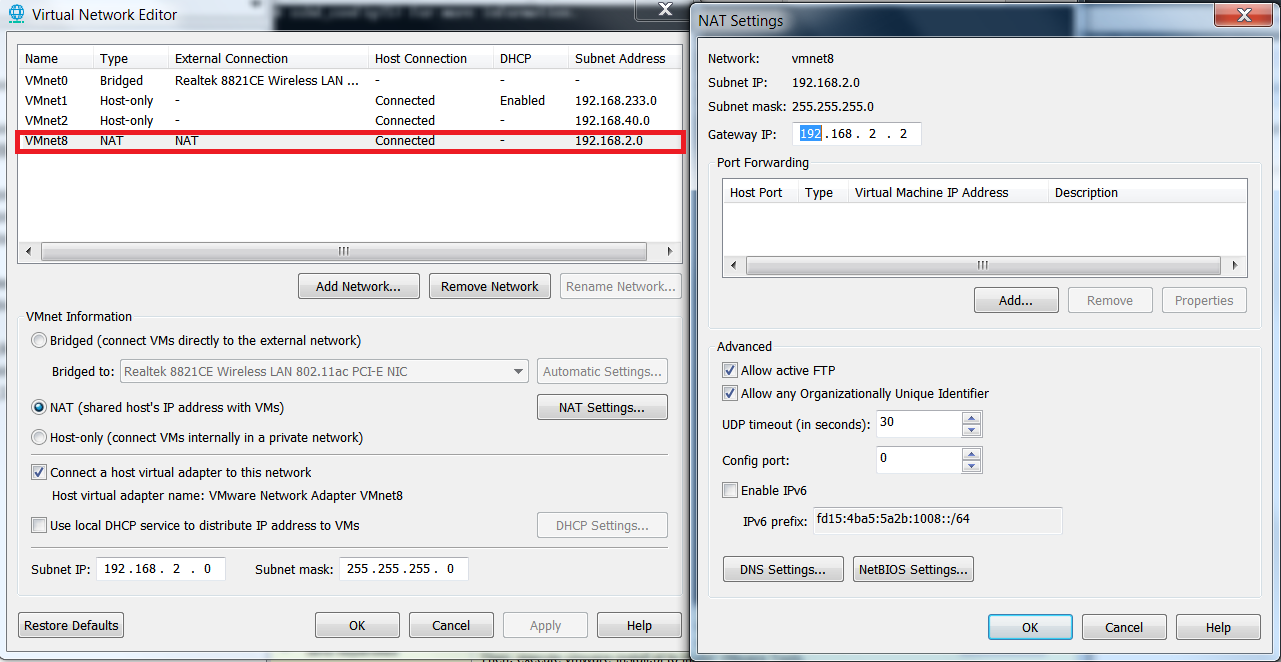 Virtual Network Editor
Name Type External Connection Host Connection DHCP Subnet Address
VMnet0 Bridged Realtek 8821CE Wireless LAN ... - - -
VMnet1 Host-only - Connected Enabled 192.168.233.0
VMnet2 Host-only - Connected - 192.168.40.0
VMnet8 NAT NAT Connected - 192.168.2.0
Add Network... Remove Network Rename Network...
VMnet Information
Bridged (connect VMs directly to the external network)
Bridged to: Realtek 8821CE Wireless LAN 802.11ac PCI-E NIC Automatic Settings...
NAT (shared host's IP address with VMs) NAT Settings...
Host-only (connect VMs internally in a private network)
Connect a host virtual adapter to this network
Host virtual adapter name: VMware Network Adapter VMnet8
Use local DHCP service to distribute IP address to VMs DHCP Settings...
Subnet IP: 192.168. 2 . 0 Subnet mask: 255.255.255. 0
Restore Defaults OK Cancel Apply Help
NAT Settings
Network: vmnet8
Subnet IP: 192.168.2.0
Subnet mask: 255.255.255.0
Gateway IP: 192.168. 2 . 2
Port Forwarding
Host Port Type Virtual Machine IP Address Description
Add... Remove Properties
Advanced
Allow active FTP
Allow any Organizationally Unique Identifier
UDP timeout (in seconds): 30
Config port: 0
Enable IPv6
IPv6 prefix: fd15:4ba5:5a2b:1008::/64
DNS Settings... NetBIOS Settings...
OK Cancel Help